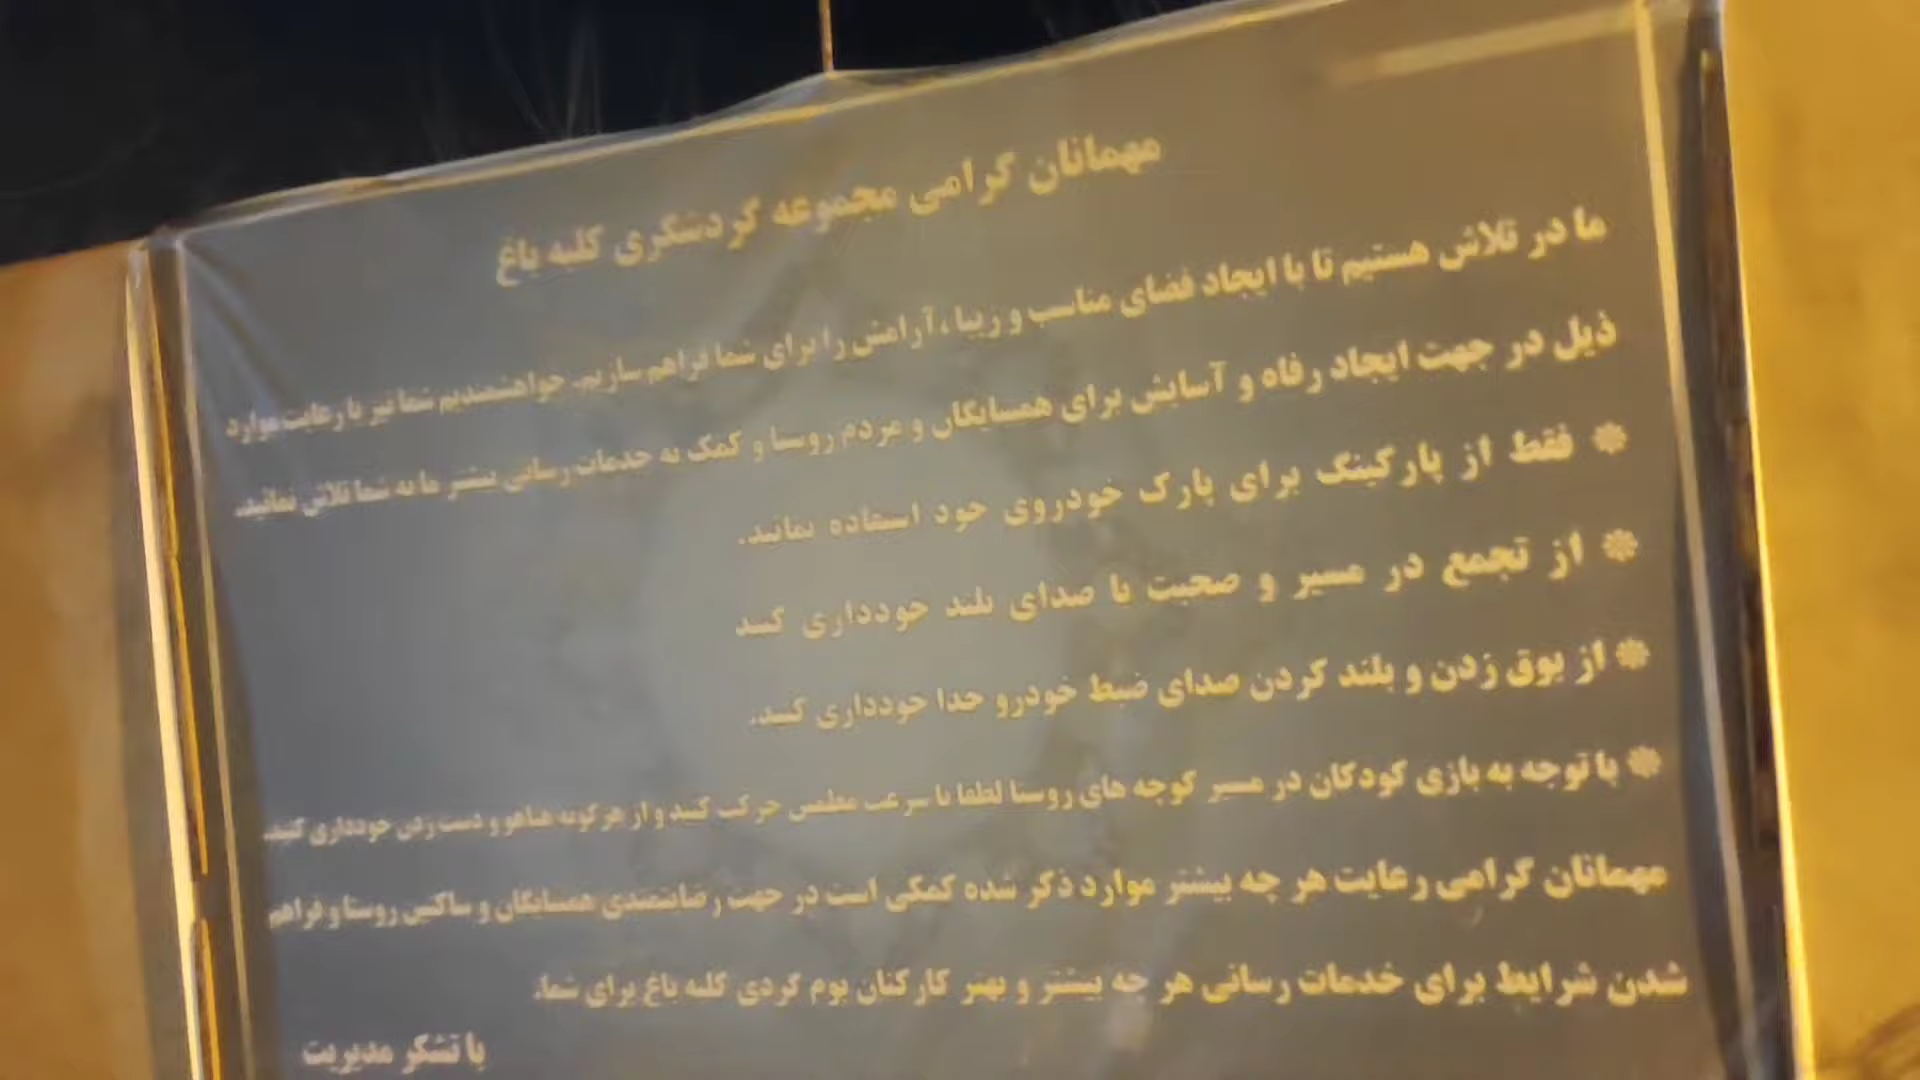 مهمانان گرامی مجموعه گردشگری کلبه باغ
ما در تلاش هستیم تا با ایجاد فضای مناسب و زیبا ،آرامش را برای شما فراهم سازیم. خواهشمندیم شما نیز با رعایت موارد
ذیل در جهت ایجاد رفاه و آسایش برای همسایگان و مردم روستا و کمک به خدمات رسانی بیشتر ما به شما تلاش نمائید.
❋ فقط از پارکینگ برای پارک خودروی خود استفاده نمائید.
❋ از تجمع در مسیر و صحبت با صدای بلند خودداری کنید
❋ از بوق زدن و بلند کردن صدای ضبط خودرو جدا خودداری کنید.
❋ با توجه به بازی کودکان در مسیر کوچه های روستا لطفا با سرعت مطمئن حرکت کنید و از هرگونه هیاهو و دست زدن خودداری کنید.
مهمانان گرامی رعایت هر چه بیشتر موارد ذکر شده کمکی است در جهت رضایتمندی همسایگان و ساکنین روستا و فراهم
شدن شرایط برای خدمات رسانی هر چه بیشتر و بهتر کارکنان بوم گردی کلبه باغ برای شما.
با تشکر مدیریت